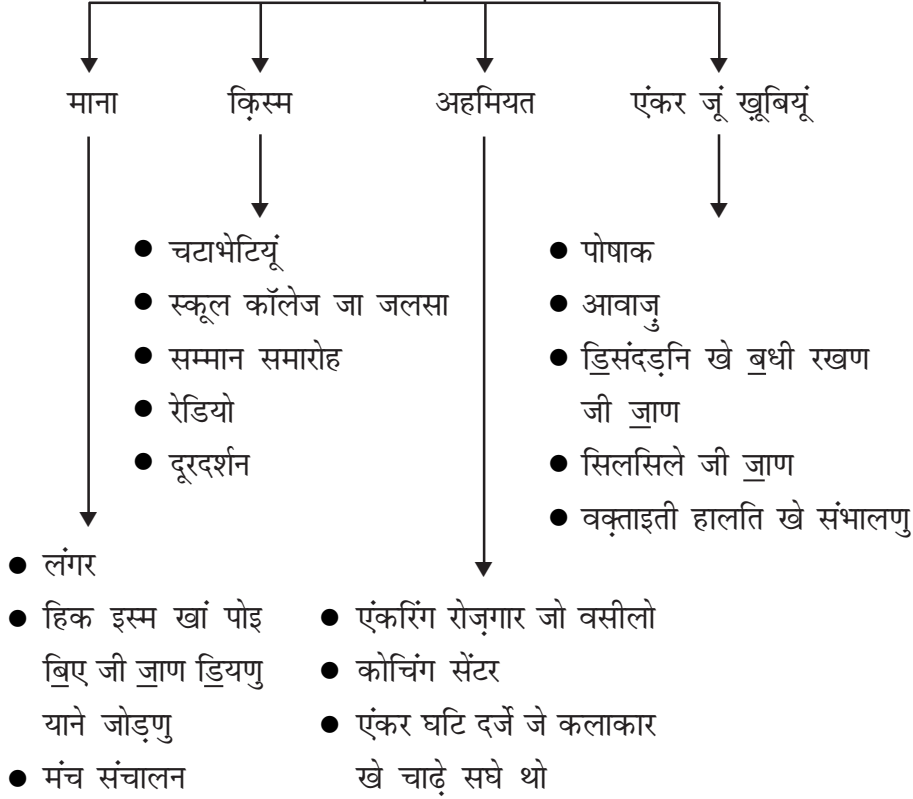 माना
क़िस्म
अहमियत
एंकर जूं ख़ूबियूं
● चटाभेटियूं
● स्कूल कॉलेज जा जलसा
● सम्मान समारोह
● रेडियो
● दूरदर्शन
● पोषाक
● आवाज़ु
● डि॒संदड़नि खे ब॒धी रखण
जी जा॒ण
● सिलसिले जी जा॒ण
● वक़्ताइती हालति खे संभालणु
● लंगर
● हिक इस्म खां पोइ
बि॒ए जी जा॒ण डि॒यणु
याने जोड़णु
● मंच संचालन
● एंकरिंग रोज़गार जो वसीलो
● कोचिंग सेंटर
● एंकर घटि दर्जे जे कलाकार
खे चाढ़े सघे थो